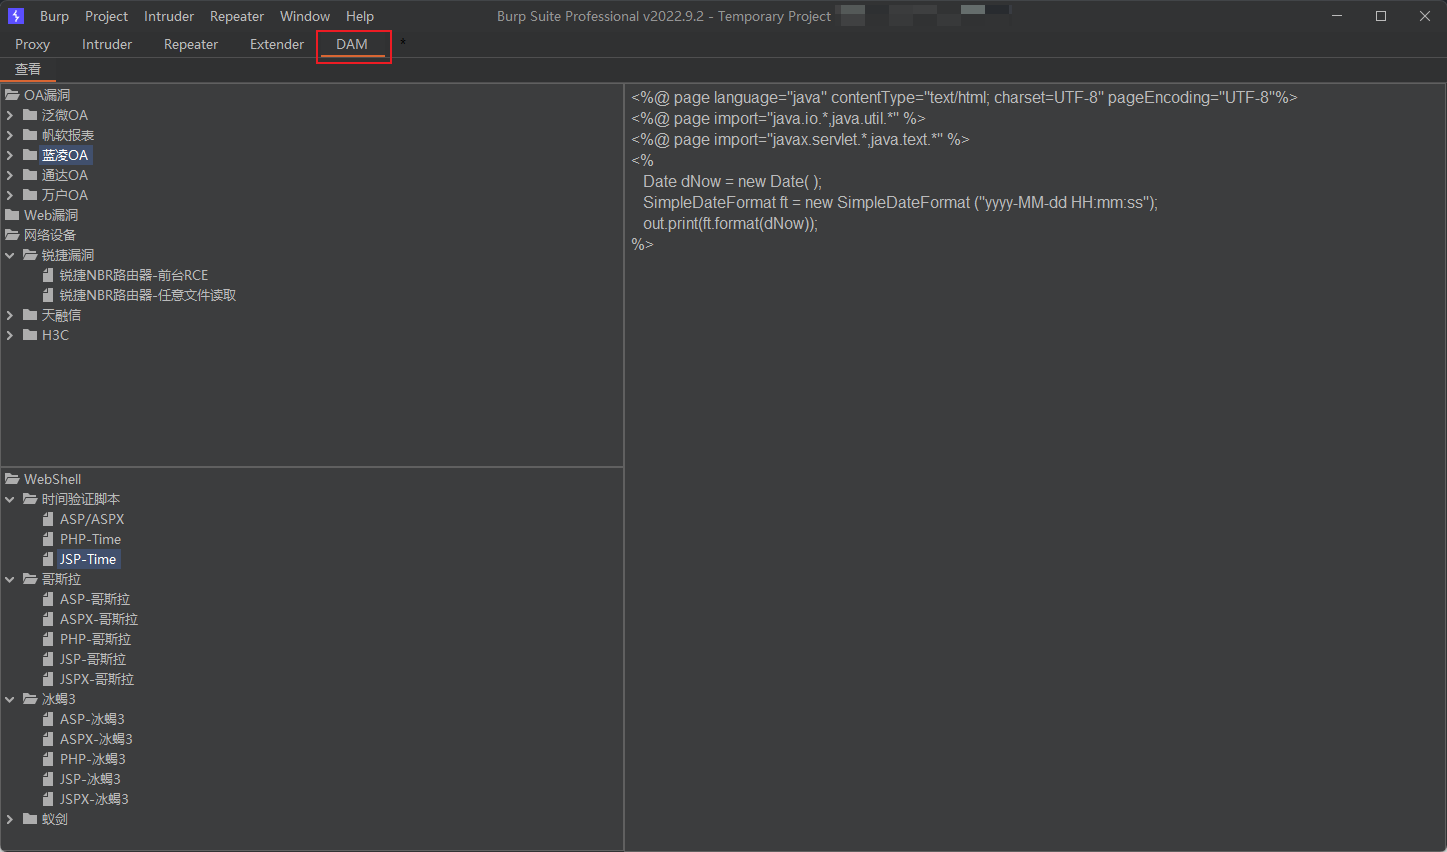 Burp Project Intruder Repeater Window Help Burp Suite Professional v2022.9.2 - Temporary Project
Proxy Intruder Repeater Extender DAM *
查看
OA漏洞
泛微OA
帆软报表
蓝凌OA
通达OA
万户OA
Web漏洞
网络设备
锐捷漏洞
锐捷NBR路由器-前台RCE
锐捷NBR路由器-任意文件读取
天融信
H3C
WebShell
时间验证脚本
ASP/ASPX
PHP-Time
JSP-Time
哥斯拉
ASP-哥斯拉
ASPX-哥斯拉
PHP-哥斯拉
JSP-哥斯拉
JSPX-哥斯拉
冰蝎3
ASP-冰蝎3
ASPX-冰蝎3
PHP-冰蝎3
JSP-冰蝎3
JSPX-冰蝎3
蚁剑
<%@ page language="java" contentType="text/html; charset=UTF-8" pageEncoding="UTF-8"%>
<%@ page import="java.io.*,java.util.*" %>
<%@ page import="javax.servlet.*,java.text.*" %>
<%
Date dNow = new Date( );
SimpleDateFormat ft = new SimpleDateFormat ("yyyy-MM-dd HH:mm:ss");
out.print(ft.format(dNow));
%>